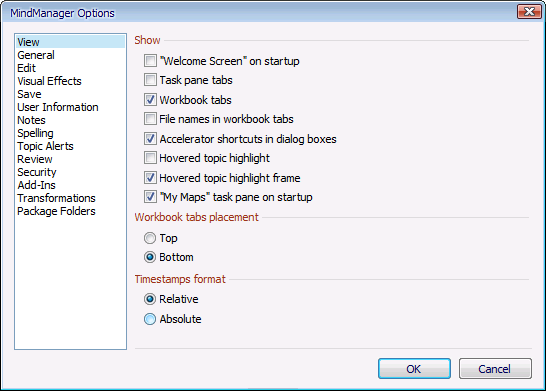 MindManager Options
View
General
Edit
Visual Effects
Save
User Information
Notes
Spelling
Topic Alerts
Review
Security
Add-Ins
Transformations
Package Folders
Show
"Welcome Screen" on startup
Task pane tabs
Workbook tabs
File names in workbook tabs
Accelerator shortcuts in dialog boxes
Hovered topic highlight
Hovered topic highlight frame
"My Maps" task pane on startup
Workbook tabs placement
Top
Bottom
Timestamps format
Relative
Absolute
OK
Cancel